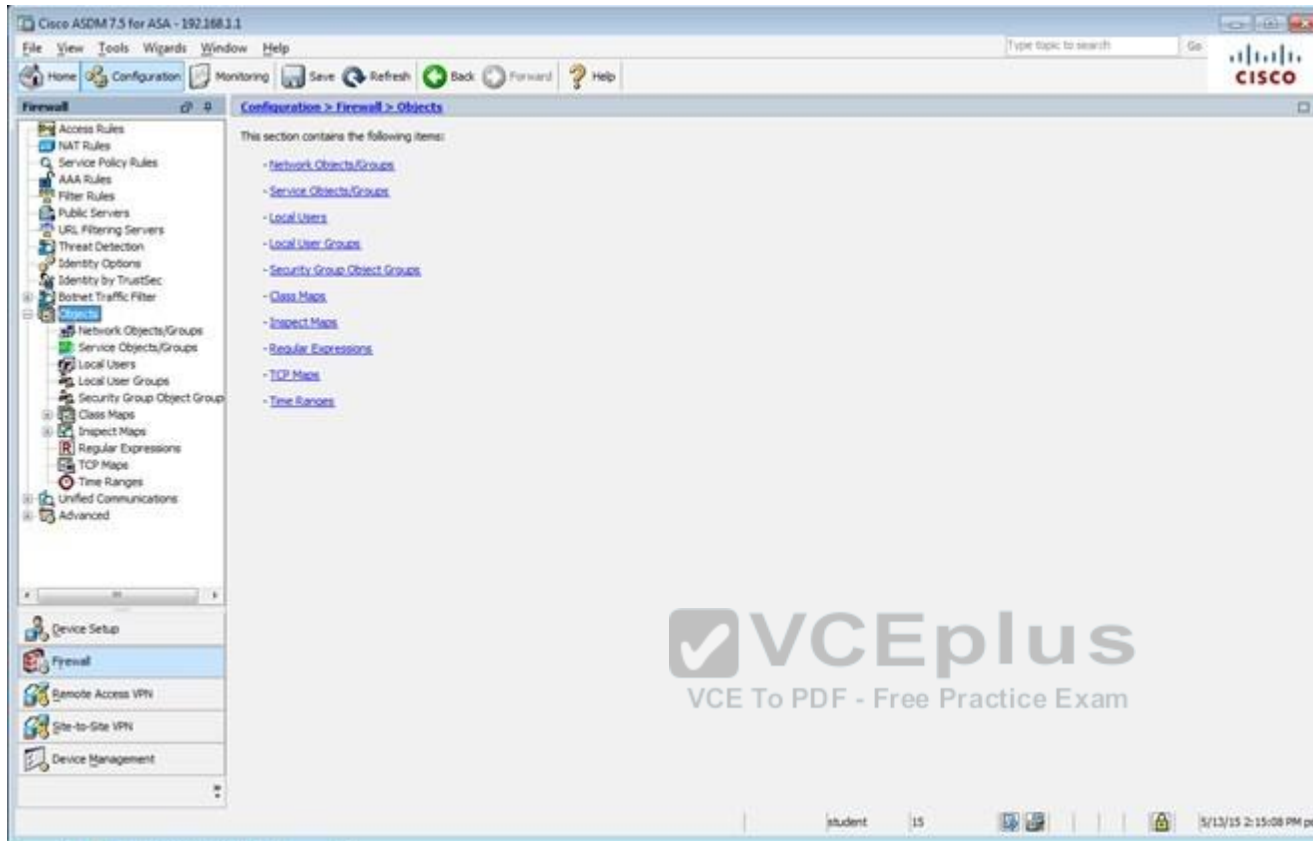 Cisco ASDM 7.5 for ASA - 192.168.1.1
File View Tools Wizards Window Help
Type topic to search Go
Home Configuration Monitoring Save Refresh Back Forward Help
CISCO
Firewall
Configuration > Firewall > Objects
Access Rules
NAT Rules
Service Policy Rules
AAA Rules
Filter Rules
Public Servers
URL Filtering Servers
Threat Detection
Identity Options
Identity by TrustSec
Botnet Traffic Filter
Objects
Network Objects/Groups
Service Objects/Groups
Local Users
Local User Groups
Security Group Object Group
Class Maps
Inspect Maps
Regular Expressions
TCP Maps
Time Ranges
Unified Communications
Advanced
This section contains the following items:
- Network Objects/Groups
- Service Objects/Groups
- Local Users
- Local User Groups
- Security Group Object Groups
- Class Maps
- Inspect Maps
- Regular Expressions
- TCP Maps
- Time Ranges
Device Setup
Firewall
Remote Access VPN
Site-to-Site VPN
Device Management
VCEplus
VCE To PDF - Free Practice Exam
student 15 5/13/15 2:15:08 PM p